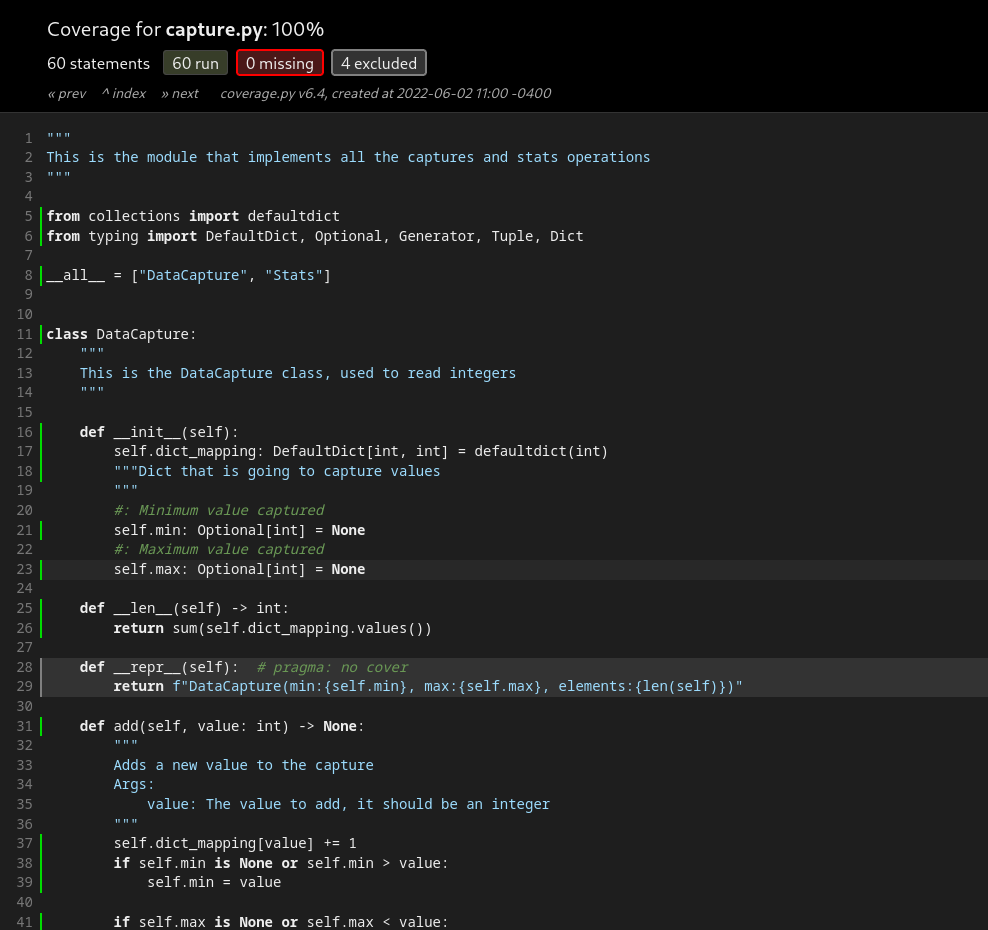 Coverage for capture.py: 100%
60 statements 60 run 0 missing 4 excluded
« prev ^ index » next coverage.py v6.4, created at 2022-06-02 11:00 -0400
1 """
2 This is the module that implements all the captures and stats operations
3 """
4
5 from collections import defaultdict
6 from typing import DefaultDict, Optional, Generator, Tuple, Dict
7
8 __all__ = ["DataCapture", "Stats"]
9
10
11 class DataCapture:
12     """
13     This is the DataCapture class, used to read integers
14     """
15
16     def __init__(self):
17         self.dict_mapping: DefaultDict[int, int] = defaultdict(int)
18         """Dict that is going to capture values
19         """
20         #: Minimum value captured
21         self.min: Optional[int] = None
22         #: Maximum value captured
23         self.max: Optional[int] = None
24
25     def __len__(self) -> int:
26         return sum(self.dict_mapping.values())
27
28     def __repr__(self):  # pragma: no cover
29         return f"DataCapture(min:{self.min}, max:{self.max}, elements:{len(self)})"
30
31     def add(self, value: int) -> None:
32         """
33         Adds a new value to the capture
34         Args:
35             value: The value to add, it should be an integer
36         """
37         self.dict_mapping[value] += 1
38         if self.min is None or self.min > value:
39             self.min = value
40
41         if self.max is None or self.max < value: